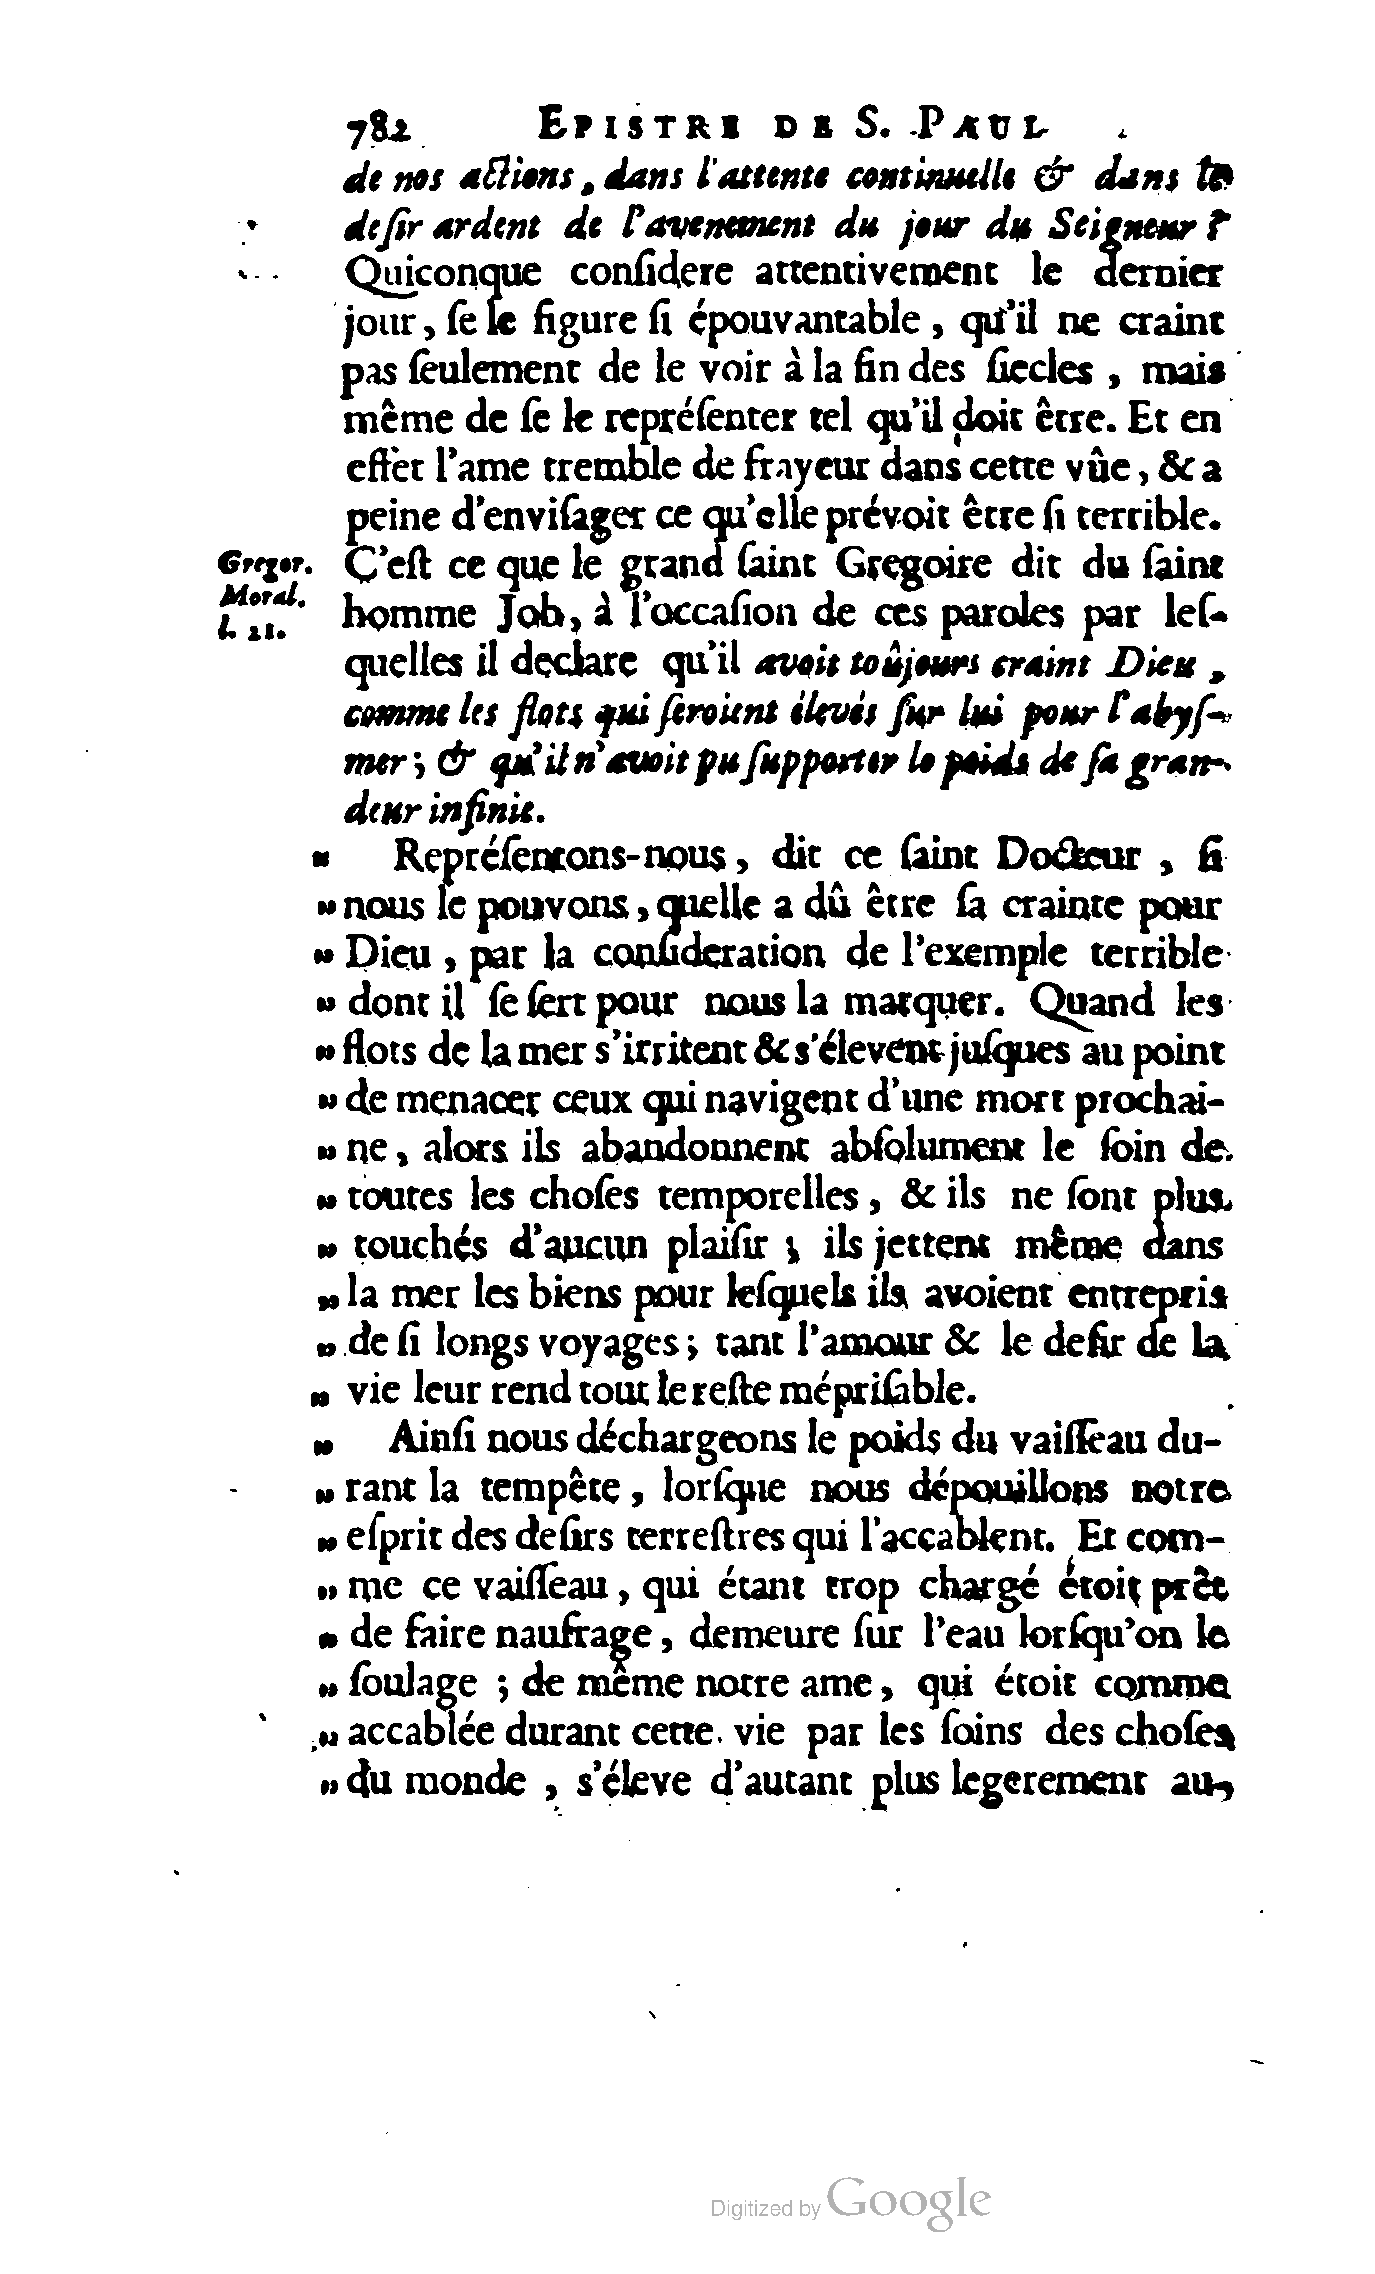 782 EPISTRE DE S. PAUL
de nos actions, dans l'attente continuelle & dans le
deſir ardent de l'avenement du jour du Seigneur?
Quiconque conſidere attentivement le dernier
jour, ſe le figure ſi épouvantable, qu'il ne craint
pas ſeulement de le voir à la fin des ſiecles, mais
même de ſe le repréſenter tel qu'il doit être. Et en
effet l'ame tremble de frayeur dans cette vûe, & a
peine d'enviſager ce qu'elle prévoit être ſi terrible.
Gregor.
Moral.
l. 21.
C'eſt ce que le grand ſaint Gregoire dit du ſaint
homme Job, à l'occaſion de ces paroles par leſ-
quelles il declare qu'il avoit toûjours craint Dieu,
comme les flots qui ſeroient élevés ſur lui pour l'abyſ-
mer; & qu'il n'avoit pu ſupporter le poids de ſa gran-
deur infinie.
" Repréſentons-nous, dit ce ſaint Docteur, ſi
" nous le pouvons, quelle a dû être ſa crainte pour
" Dieu, par la conſideration de l'exemple terrible
" dont il ſe ſert pour nous la marquer. Quand les
" flots de la mer s'irritent & s'élevent juſques au point
" de menacer ceux qui navigent d'une mort prochai-
" ne, alors ils abandonnent abſolument le ſoin de
" toutes les choſes temporelles, & ils ne ſont plus
" touchés d'aucun plaiſir; ils jettent même dans
" la mer les biens pour leſquels ils avoient entrepris
" de ſi longs voyages; tant l'amour & le deſir de la
" vie leur rend tout le reſte mépriſable.
" Ainſi nous déchargeons le poids du vaiſſeau du-
" rant la tempête, lorſque nous dépouillons notre
" eſprit des deſirs terreſtres qui l'accablent. Et com-
" me ce vaiſſeau, qui étant trop chargé étoit prêt
" de faire naufrage, demeure ſur l'eau lorſqu'on le
" ſoulage; de même notre ame, qui étoit comme
" accablée durant cette vie par les ſoins des choſes
" du monde, s'éleve d'autant plus legerement au-
Digitized by Google